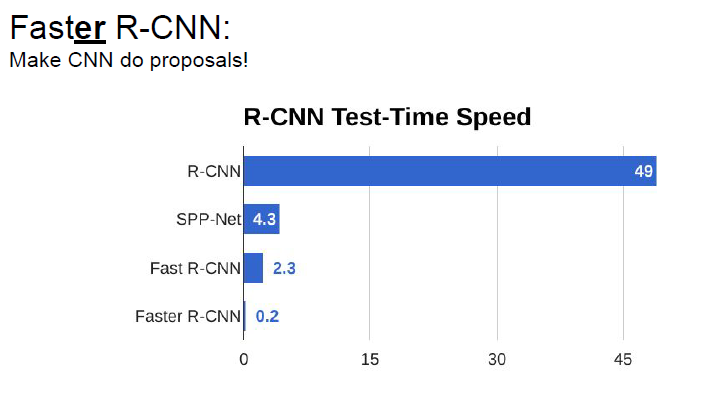 Faster R-CNN:
Make CNN do proposals!
R-CNN Test-Time Speed
R-CNN 49
SPP-Net 4.3
Fast R-CNN 2.3
Faster R-CNN 0.2
0 15 30 45